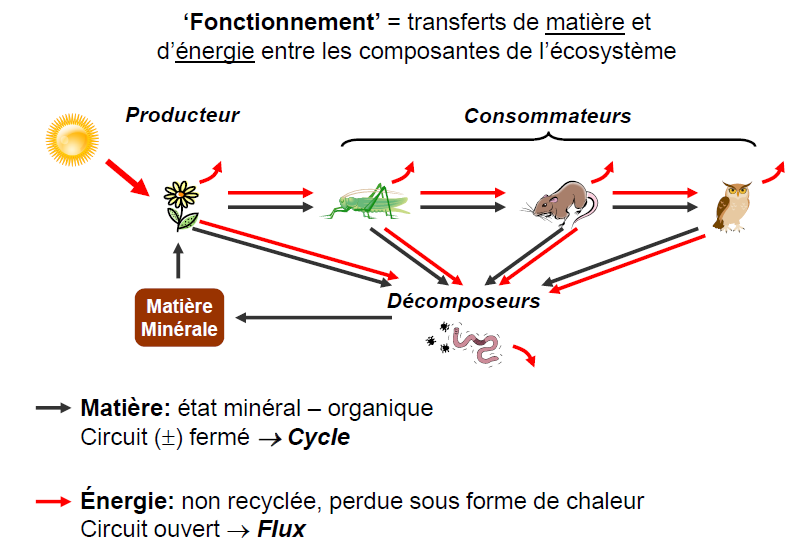 ‘Fonctionnement’ = transferts de matière et
d’énergie entre les composantes de l’écosystème
Producteur
Consommateurs
Décomposeurs
Matière
Minérale
Matière: état minéral – organique
Circuit (±) fermé → Cycle
Énergie: non recyclée, perdue sous forme de chaleur
Circuit ouvert → Flux